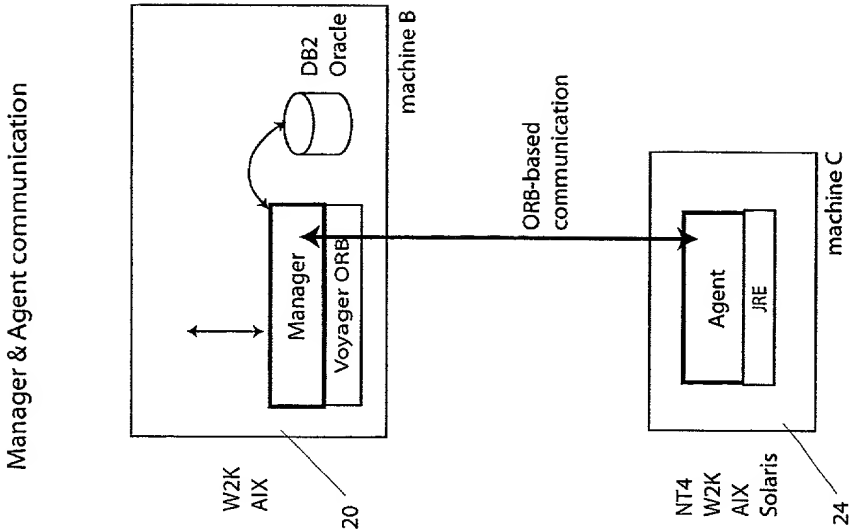 Manager & Agent communication
W2K
AIX
20
Manager
Voyager ORB
DB2
Oracle
machine B
ORB-based
communication
NT4
W2K
AIX
Solaris
24
Agent
JRE
machine C